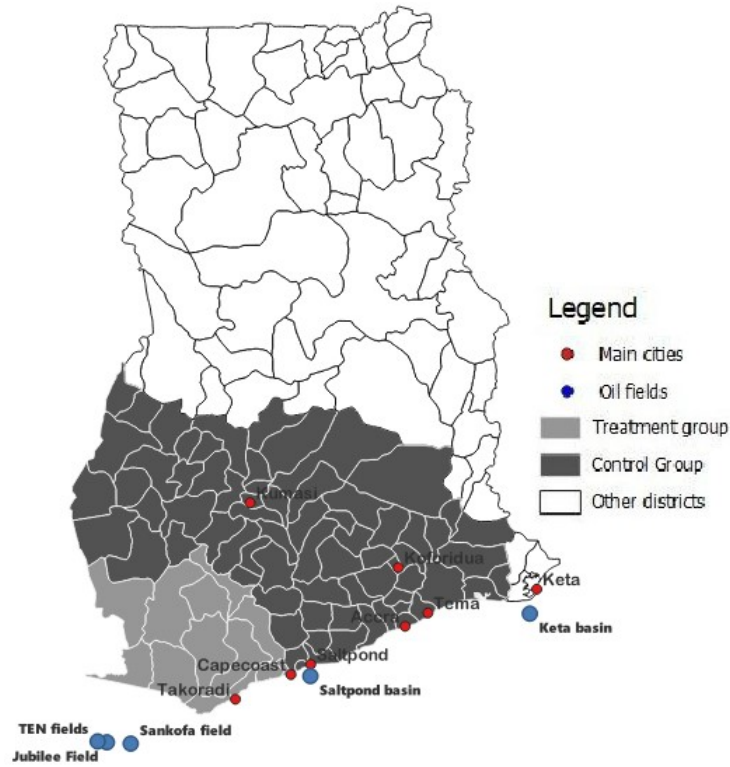 Legend
Main cities
Oil fields
Treatment group
Control Group
Other districts
Kumasi
Koforidua
Keta
Tema
Accra
Keta basin
Saltpond
Capecoast
Saltpond basin
Takoradi
TEN fields
Sankofa field
Jubilee Field